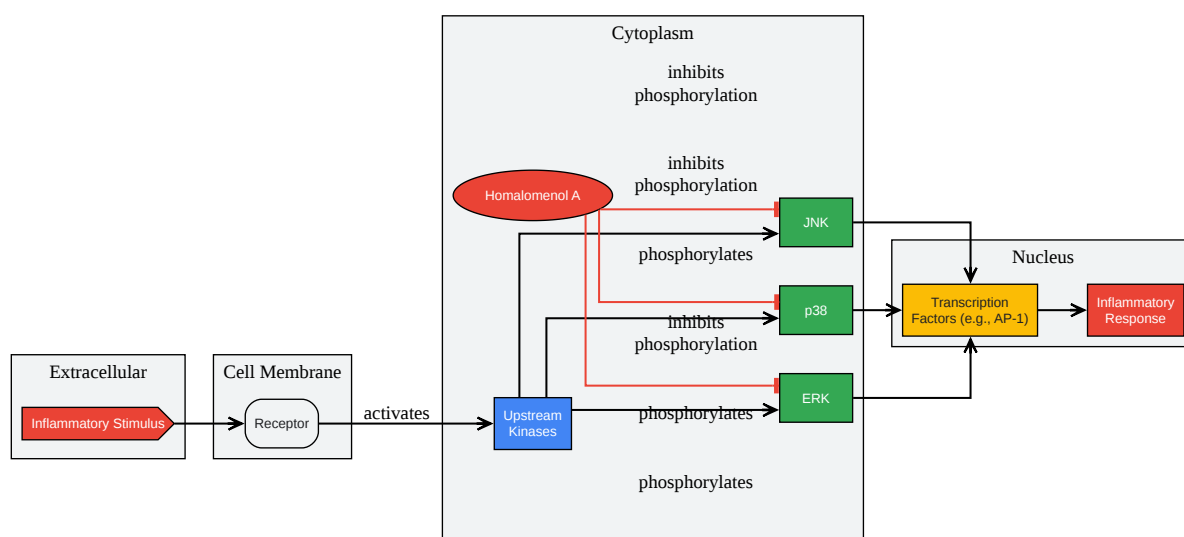 Cytoplasm
inhibits
phosphorylation
inhibits
phosphorylation
Homalomenol A
JNK
phosphorylates
Nucleus
Transcription
Factors (e.g., AP-1)
Inflammatory
Response
p38
inhibits
phosphorylation
Extracellular
Cell Membrane
Inflammatory Stimulus
Receptor
activates
Upstream
Kinases
phosphorylates
ERK
phosphorylates